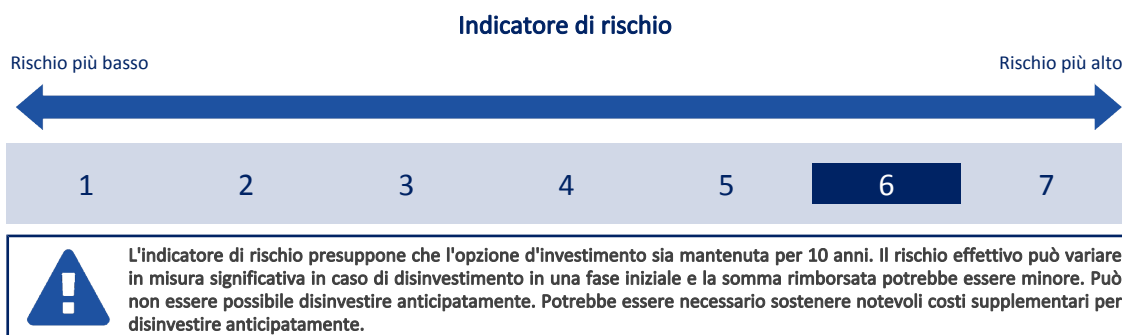 Indicatore di rischio
Rischio più basso
Rischio più alto
1 2 3 4 5 6 7
L'indicatore di rischio presuppone che l'opzione d'investimento sia mantenuta per 10 anni. Il rischio effettivo può variare
in misura significativa in caso di disinvestimento in una fase iniziale e la somma rimborsata potrebbe essere minore. Può
non essere possibile disinvestire anticipatamente. Potrebbe essere necessario sostenere notevoli costi supplementari per
disinvestire anticipatamente.